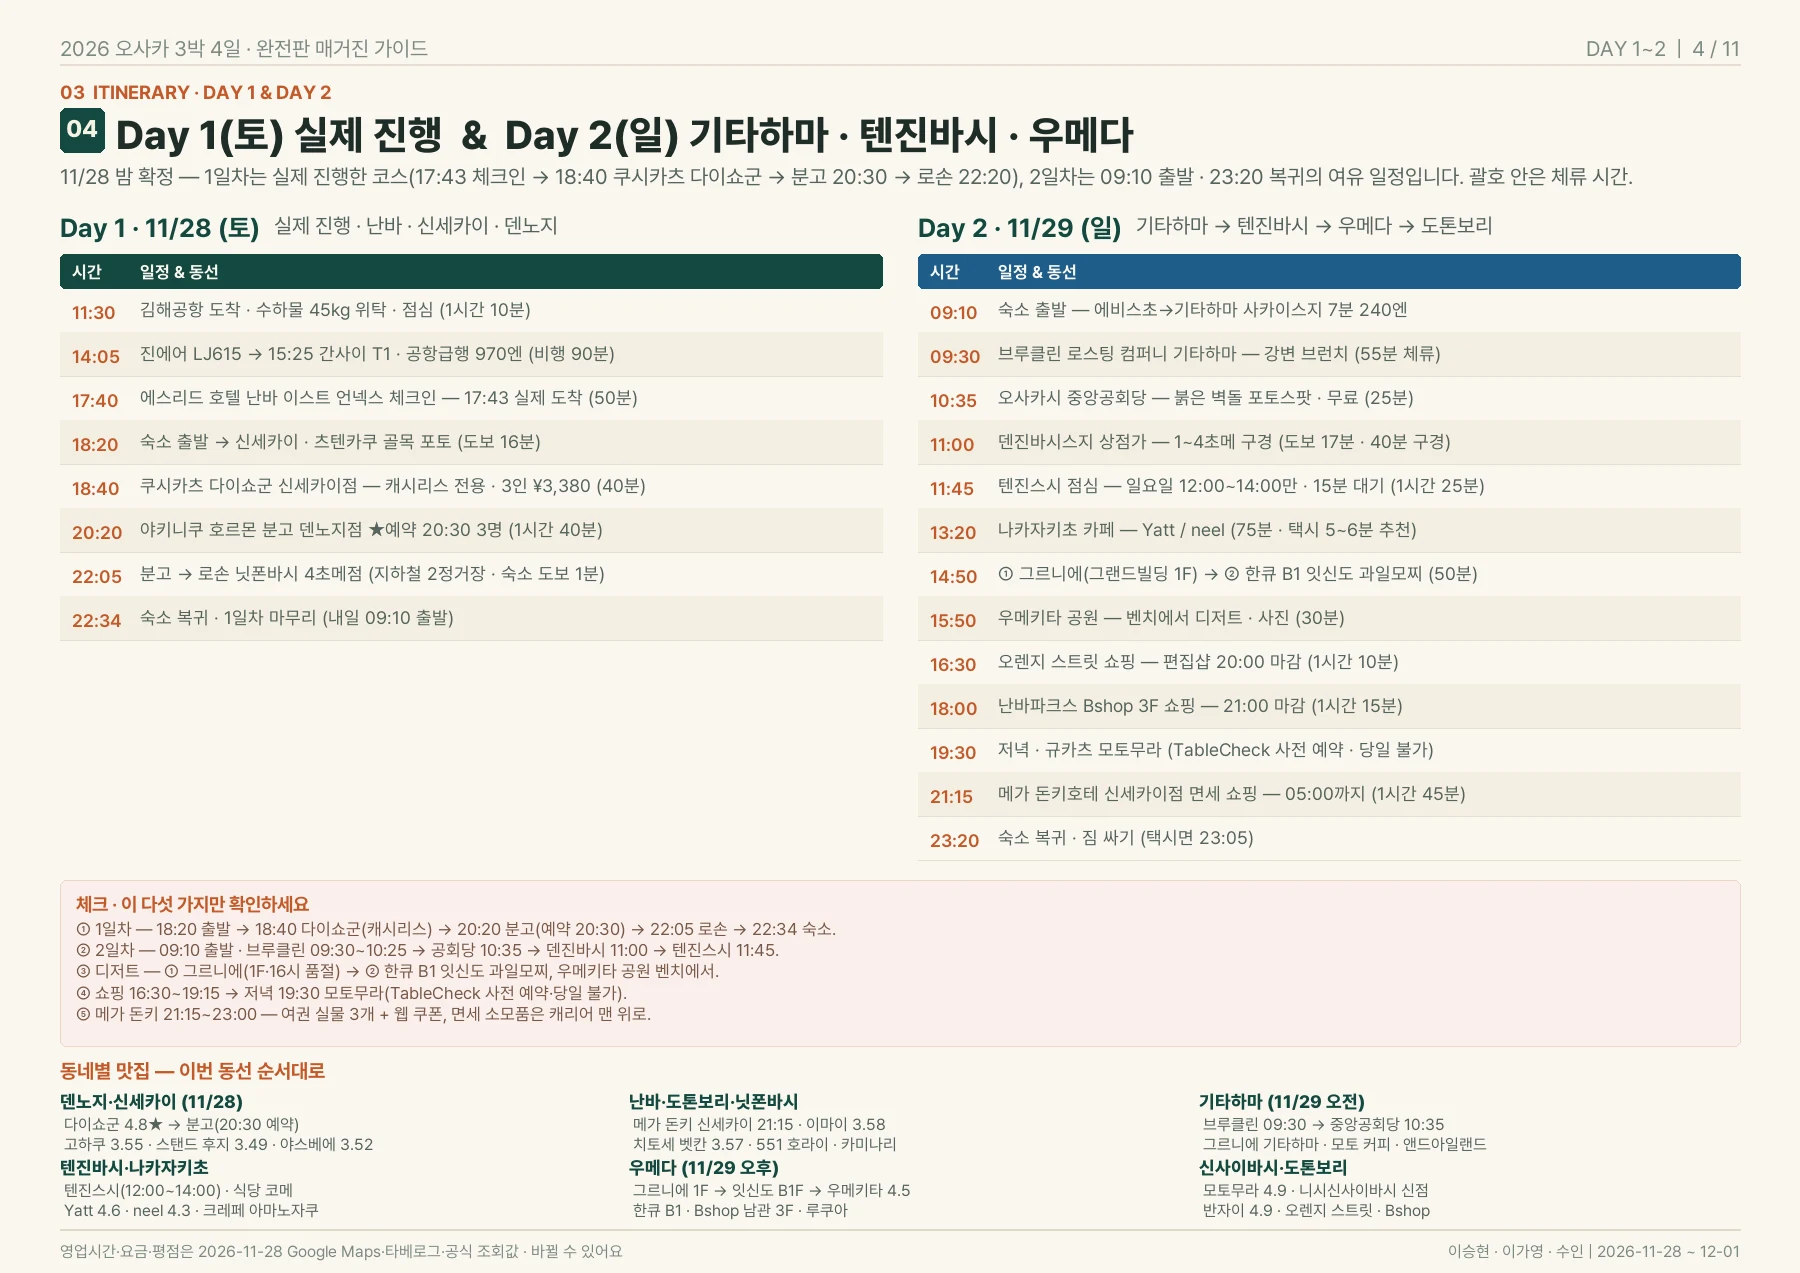 2026 오사카 3박 4일 · 완전판 매거진 가이드
DAY 1~2 | 4 / 11
03 ITINERARY · DAY 1 & DAY 2
04 Day 1(토) 실제 진행 & Day 2(일) 기타하마 · 텐진바시 · 우메다
11/28 밤 확정 — 1일차는 실제 진행한 코스(17:43 체크인 → 18:40 쿠시카츠 다이쇼군 → 분고 20:30 → 로손 22:20), 2일차는 09:10 출발 · 23:20 복귀의 여유 일정입니다. 괄호 안은 체류 시간.
Day 1 · 11/28 (토) 실제 진행 · 난바 · 신세카이 · 덴노지
시간 일정 & 동선
11:30 김해공항 도착 · 수하물 45kg 위탁 · 점심 (1시간 10분)
14:05 진에어 LJ615 → 15:25 간사이 T1 · 공항급행 970엔 (비행 90분)
17:40 에스리드 호텔 난바 이스트 언넥스 체크인 — 17:43 실제 도착 (50분)
18:20 숙소 출발 → 신세카이 · 츠텐카쿠 골목 포토 (도보 16분)
18:40 쿠시카츠 다이쇼군 신세카이점 — 캐시리스 전용 · 3인 ¥3,380 (40분)
20:20 야키니쿠 호르몬 분고 덴노지점 ★예약 20:30 3명 (1시간 40분)
22:05 분고 → 로손 닛폰바시 4초메점 (지하철 2정거장 · 숙소 도보 1분)
22:34 숙소 복귀 · 1일차 마무리 (내일 09:10 출발)
Day 2 · 11/29 (일) 기타하마 → 텐진바시 → 우메다 → 도톤보리
시간 일정 & 동선
09:10 숙소 출발 — 에비스초→기타하마 사카이스지 7분 240엔
09:30 브루클린 로스팅 컴퍼니 기타하마 — 강변 브런치 (55분 체류)
10:35 오사카시 중앙공회당 — 붉은 벽돌 포토스팟 · 무료 (25분)
11:00 덴진바시스지 상점가 — 1~4초메 구경 (도보 17분 · 40분 구경)
11:45 텐진스시 점심 — 일요일 12:00~14:00만 · 15분 대기 (1시간 25분)
13:20 나카자키초 카페 — Yatt / neel (75분 · 택시 5~6분 추천)
14:50 ① 그르니에(그랜드빌딩 1F) → ② 한큐 B1 잇신도 과일모찌 (50분)
15:50 우메키타 공원 — 벤치에서 디저트 · 사진 (30분)
16:30 오렌지 스트릿 쇼핑 — 편집샵 20:00 마감 (1시간 10분)
18:00 난바파크스 Bshop 3F 쇼핑 — 21:00 마감 (1시간 15분)
19:30 저녁 · 규카츠 모토무라 (TableCheck 사전 예약 · 당일 불가)
21:15 메가 돈키호테 신세카이점 면세 쇼핑 — 05:00까지 (1시간 45분)
23:20 숙소 복귀 · 짐 싸기 (택시면 23:05)
체크 · 이 다섯 가지만 확인하세요
① 1일차 — 18:20 출발 → 18:40 다이쇼군(캐시리스) → 20:20 분고(예약 20:30) → 22:05 로손 → 22:34 숙소.
② 2일차 — 09:10 출발 · 브루클린 09:30~10:25 → 공회당 10:35 → 덴진바시 11:00 → 텐진스시 11:45.
③ 디저트 — ① 그르니에(1F·16시 품절) → ② 한큐 B1 잇신도 과일모찌, 우메키타 공원 벤치에서.
④ 쇼핑 16:30~19:15 → 저녁 19:30 모토무라(TableCheck 사전 예약·당일 불가).
⑤ 메가 돈키 21:15~23:00 — 여권 실물 3개 + 웹 쿠폰, 면세 소모품은 캐리어 맨 위로.
동네별 맛집 — 이번 동선 순서대로
덴노지·신세카이 (11/28)
다이쇼군 4.8★ → 분고(20:30 예약)
고하쿠 3.55 · 스탠드 후지 3.49 · 야스베에 3.52
난바·도톤보리·닛폰바시
메가 돈키 신세카이 21:15 · 이마이 3.58
치토세 벳칸 3.57 · 551 호라이 · 카미나리
기타하마 (11/29 오전)
브루클린 09:30 → 중앙공회당 10:35
그르니에 기타하마 · 모토 커피 · 앤드아일랜드
텐진바시·나카자키초
텐진스시(12:00~14:00) · 식당 코메
Yatt 4.6 · neel 4.3 · 크레페 아마노자쿠
우메다 (11/29 오후)
그르니에 1F → 잇신도 B1F → 우메키타 4.5
한큐 B1 · Bshop 남관 3F · 루쿠아
신사이바시·도톤보리
모토무라 4.9 · 니시신사이바시 신점
반자이 4.9 · 오렌지 스트릿 · Bshop
영업시간·요금·평점은 2026-11-28 Google Maps·타베로그·공식 조회값 · 바뀔 수 있어요
이승현 · 이가영 · 수인 | 2026-11-28 ~ 12-01